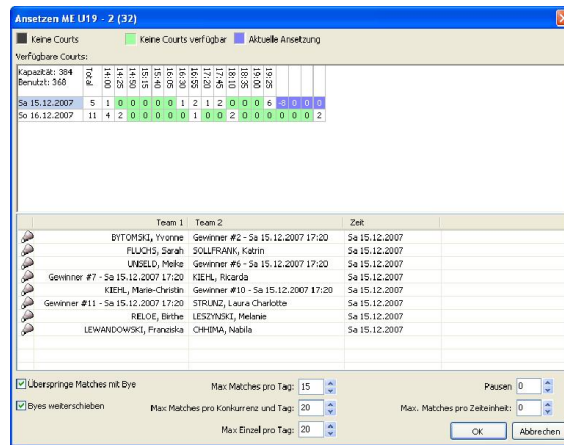 Ansetzen ME U19 - 2 (32)
Keine Courts Keine Courts verfügbar Aktuelle Ansetzung
Verfügbare Courts:
Kapazität: 384
Benutzt: 368
Total 14:00 14:25 14:50 15:15 15:40 16:05 16:30 16:55 17:20 17:45 18:10 18:35 19:00 19:25
Sa 15.12.2007 5 1 0 0 0 0 0 1 2 1 2 0 0 0 6 -8 0 0 0
So 16.12.2007 11 4 2 0 0 0 0 0 1 0 0 2 0 0 0 0 0 0 2
Team 1 Team 2 Zeit
BYTOMSKI, Yvonne Gewinner #2 - Sa 15.12.2007 17:20 Sa 15.12.2007
FLUCHS, Sarah SOLLFRANK, Katrin Sa 15.12.2007
UNSELD, Meike Gewinner #6 - Sa 15.12.2007 17:20 Sa 15.12.2007
Gewinner #7 - Sa 15.12.2007 17:20 KIEHL, Ricarda Sa 15.12.2007
KIEHL, Marie-Christin Gewinner #10 - Sa 15.12.2007 17:20 Sa 15.12.2007
Gewinner #11 - Sa 15.12.2007 17:20 STRUNZ, Laura Charlotte Sa 15.12.2007
RELOE, Birthe LESZYNSKI, Melanie Sa 15.12.2007
LEWANDOWSKI, Franziska CHHIMA, Nabila Sa 15.12.2007
Überspringe Matches mit Bye Max Matches pro Tag: 15 Pausen 0
Byes weiterschieben Max Matches pro Konkurrenz und Tag: 20 Max. Matches pro Zeiteinheit: 0
Max Einzel pro Tag: 20 OK Abbrechen